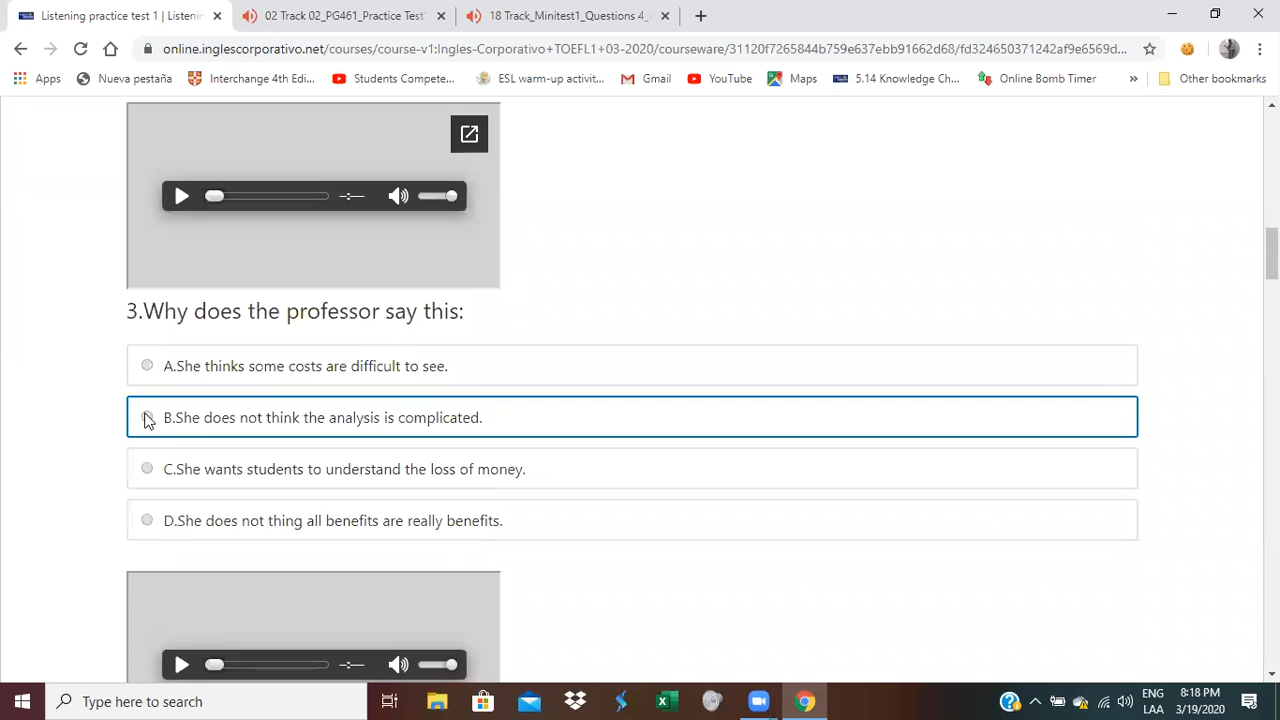 Listening practice test 1 | Listenin
02 Track 02_PG461_Practice Test
18 Track_Minitest1_Questions 4_
online.inglescorporativo.net/courses/course-v1:Ingles-Corporativo+TOEFL1+03-2020/courseware/31120f7265844b759e637ebb91662d68/fd324650371242af9e6569d...
Apps
Nueva pestaña
Interchange 4th Edi...
Students Compete...
ESL warm-up activit...
Gmail
YouTube
Maps
5.14 Knowledge Ch...
Online Bomb Timer
»
Other bookmarks
3.Why does the professor say this:
A.She thinks some costs are difficult to see.
B.She does not think the analysis is complicated.
C.She wants students to understand the loss of money.
D.She does not thing all benefits are really benefits.
Type here to search
ENG
LAA
8:18 PM
3/19/2020